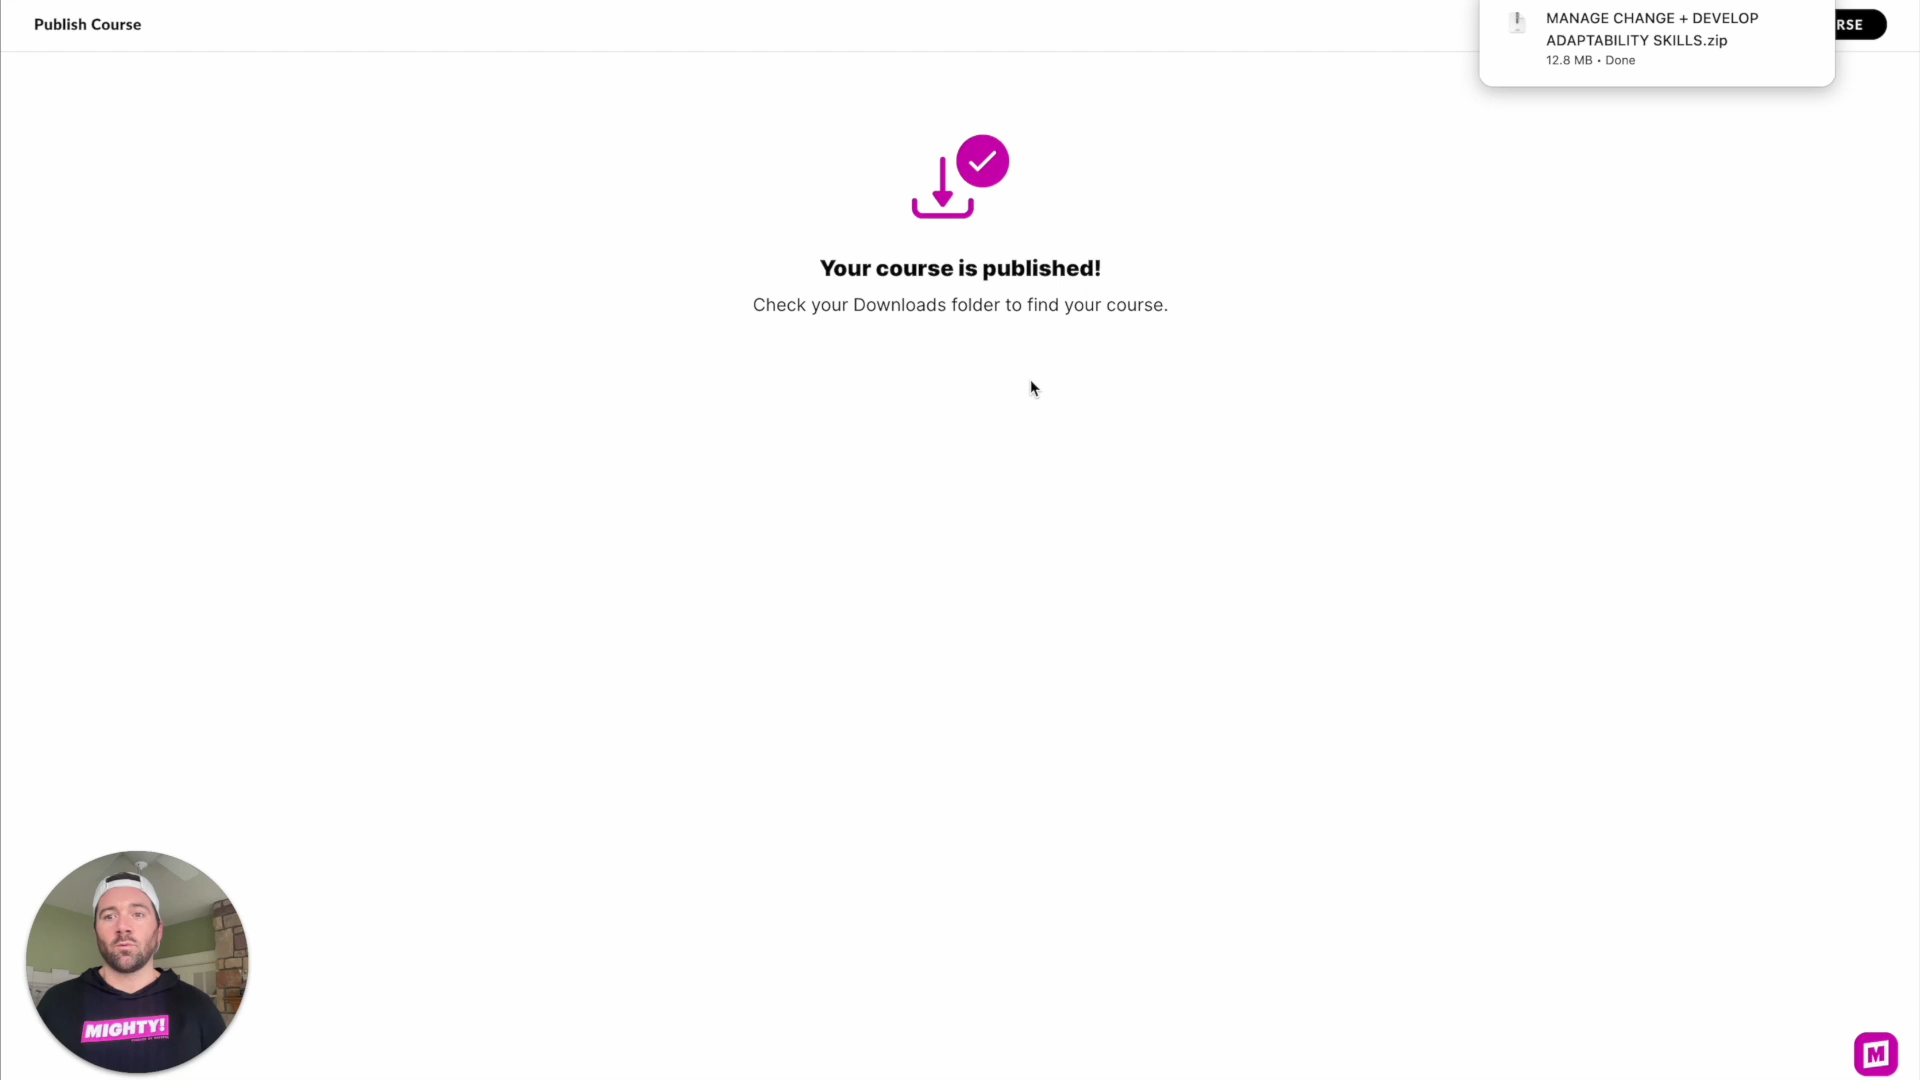 Publish Course
MANAGE CHANGE + DEVELOP
ADAPTABILITY SKILLS.zip
12.8 MB • Done
RSE
Your course is published!
Check your Downloads folder to find your course.
MIGHTY!
M